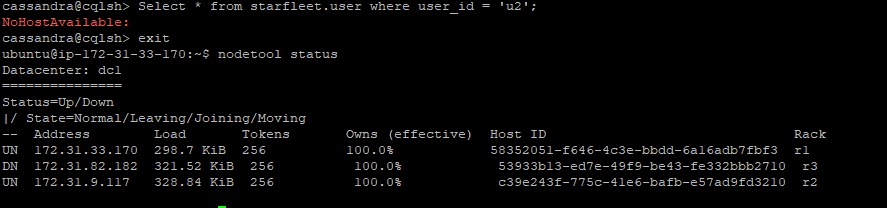 cassandra@cqlsh> Select * from starfleet.user where user_id = 'u2';
NoHostAvailable:
cassandra@cqlsh> exit
ubuntu@ip-172-31-33-170:~$ nodetool status
Datacenter: dc1
===============
Status=Up/Down
|/ State=Normal/Leaving/Joining/Moving
--  Address        Load       Tokens       Owns (effective)  Host ID                               Rack
UN  172.31.33.170  298.7 KiB  256          100.0%            58352051-f646-4c3e-bbdd-6a16adb7fbf3  r1
DN  172.31.82.182  321.52 KiB  256          100.0%            53933b13-ed7e-49f9-be43-fe332bbb2710  r3
UN  172.31.9.117   328.84 KiB  256          100.0%            c39e243f-775c-41e6-bafb-e57ad9fd3210  r2